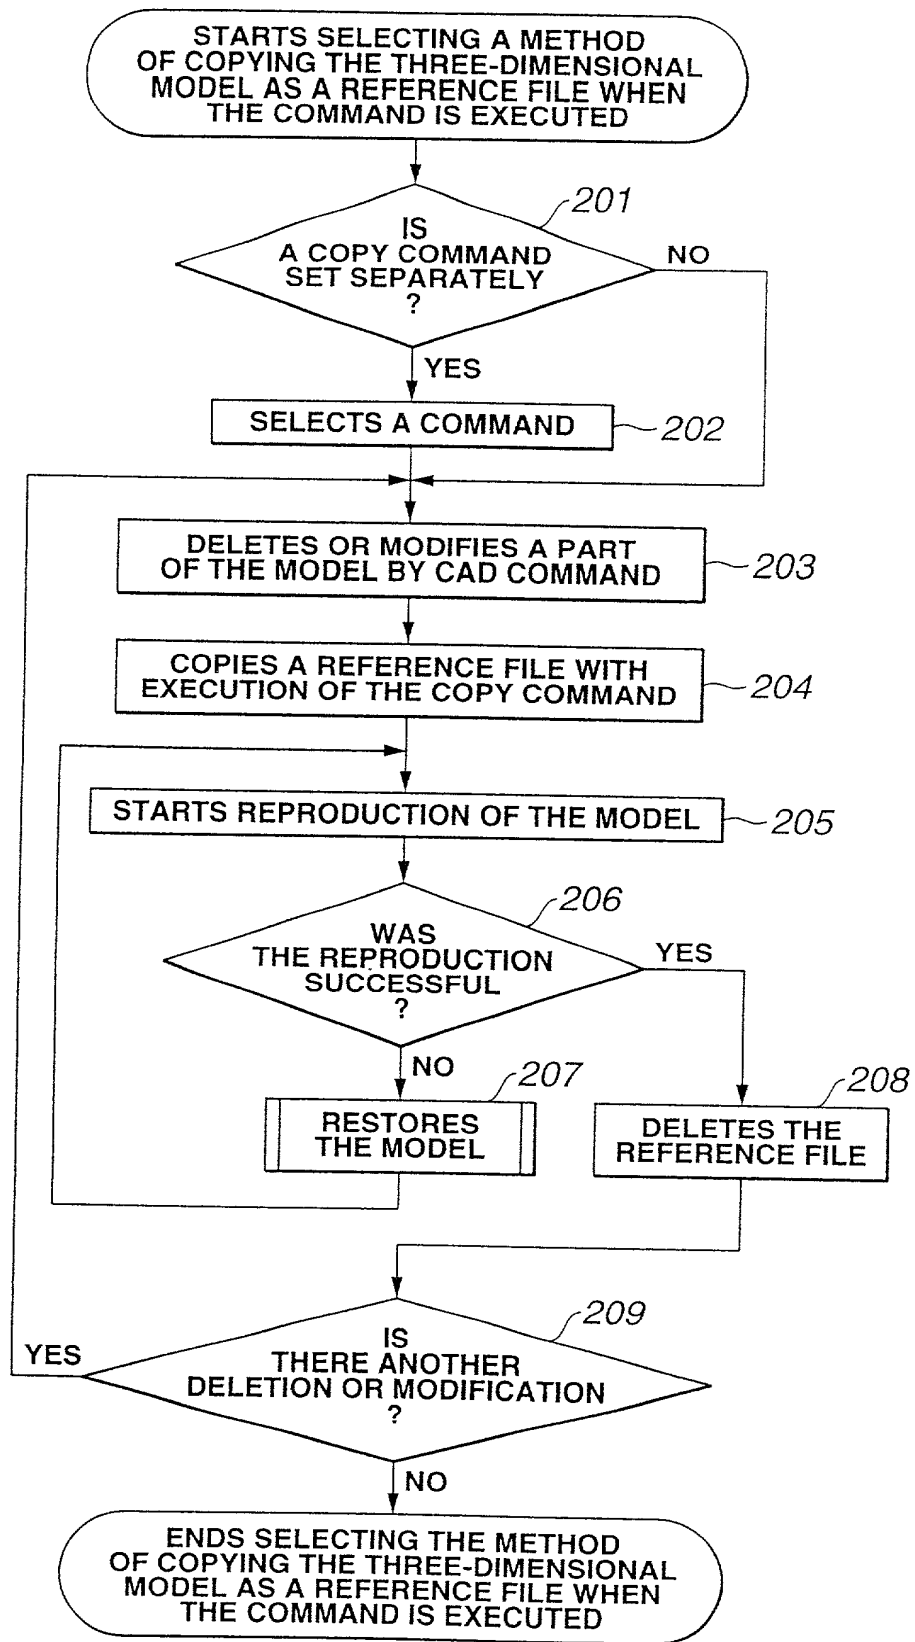 STARTS SELECTING A METHOD
OF COPYING THE THREE-DIMENSIONAL
MODEL AS A REFERENCE FILE WHEN
THE COMMAND IS EXECUTED
201
IS
A COPY COMMAND
SET SEPARATELY
?
NO
YES
SELECTS A COMMAND
202
DELETES OR MODIFIES A PART
OF THE MODEL BY CAD COMMAND
203
COPIES A REFERENCE FILE WITH
EXECUTION OF THE COPY COMMAND
204
STARTS REPRODUCTION OF THE MODEL
205
206
WAS
THE REPRODUCTION
SUCCESSFUL
?
YES
NO
207
RESTORES
THE MODEL
208
DELETES THE
REFERENCE FILE
209
IS
THERE ANOTHER
DELETION OR MODIFICATION
?
YES
NO
ENDS SELECTING THE METHOD
OF COPYING THE THREE-DIMENSIONAL
MODEL AS A REFERENCE FILE WHEN
THE COMMAND IS EXECUTED